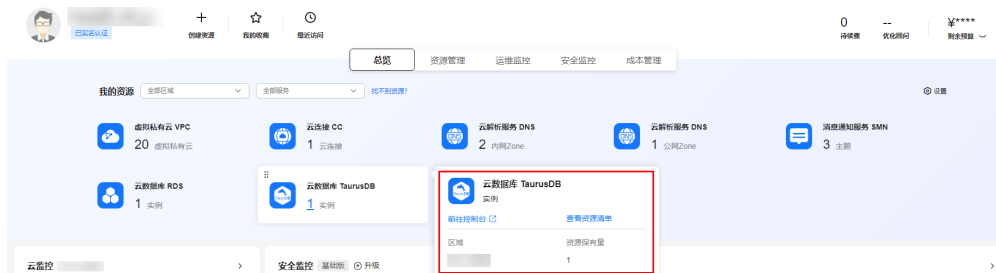 已实名认证
创建资源
我的收藏
最近访问
0
待续费
--
优化顾问
¥****
剩余预算
总览
资源管理
运维监控
安全监控
成本管理
我的资源
全部区域
全部服务
找不到资源?
设置
虚拟私有云 VPC
20 虚拟私有云
云连接 CC
1 云连接
云解析服务 DNS
2 内网Zone
云解析服务 DNS
1 公网Zone
消息通知服务 SMN
3 主题
云数据库 RDS
1 实例
云数据库 TaurusDB
1 实例
云数据库 TaurusDB
实例
前往控制台
查看资源清单
区域
资源保有量
1
云监控
安全监控 基础版 升级